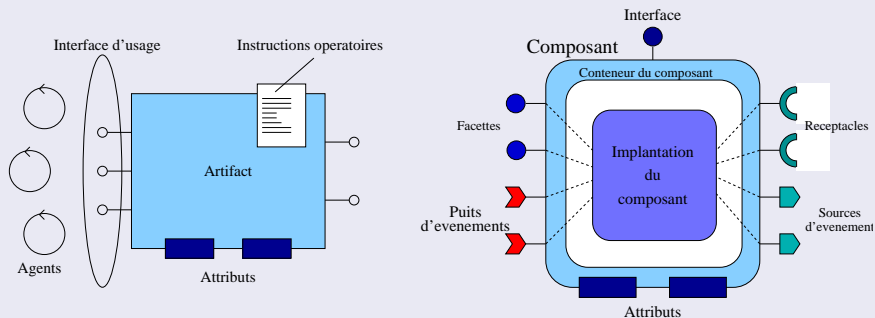 Interface d'usage
Instructions operatoires
Artifact
Agents
Attributs
Interface
Composant
Conteneur du composant
Facettes
Receptacles
Implantation
du
composant
Puits
d'evenements
Sources
d'evenement
Attributs